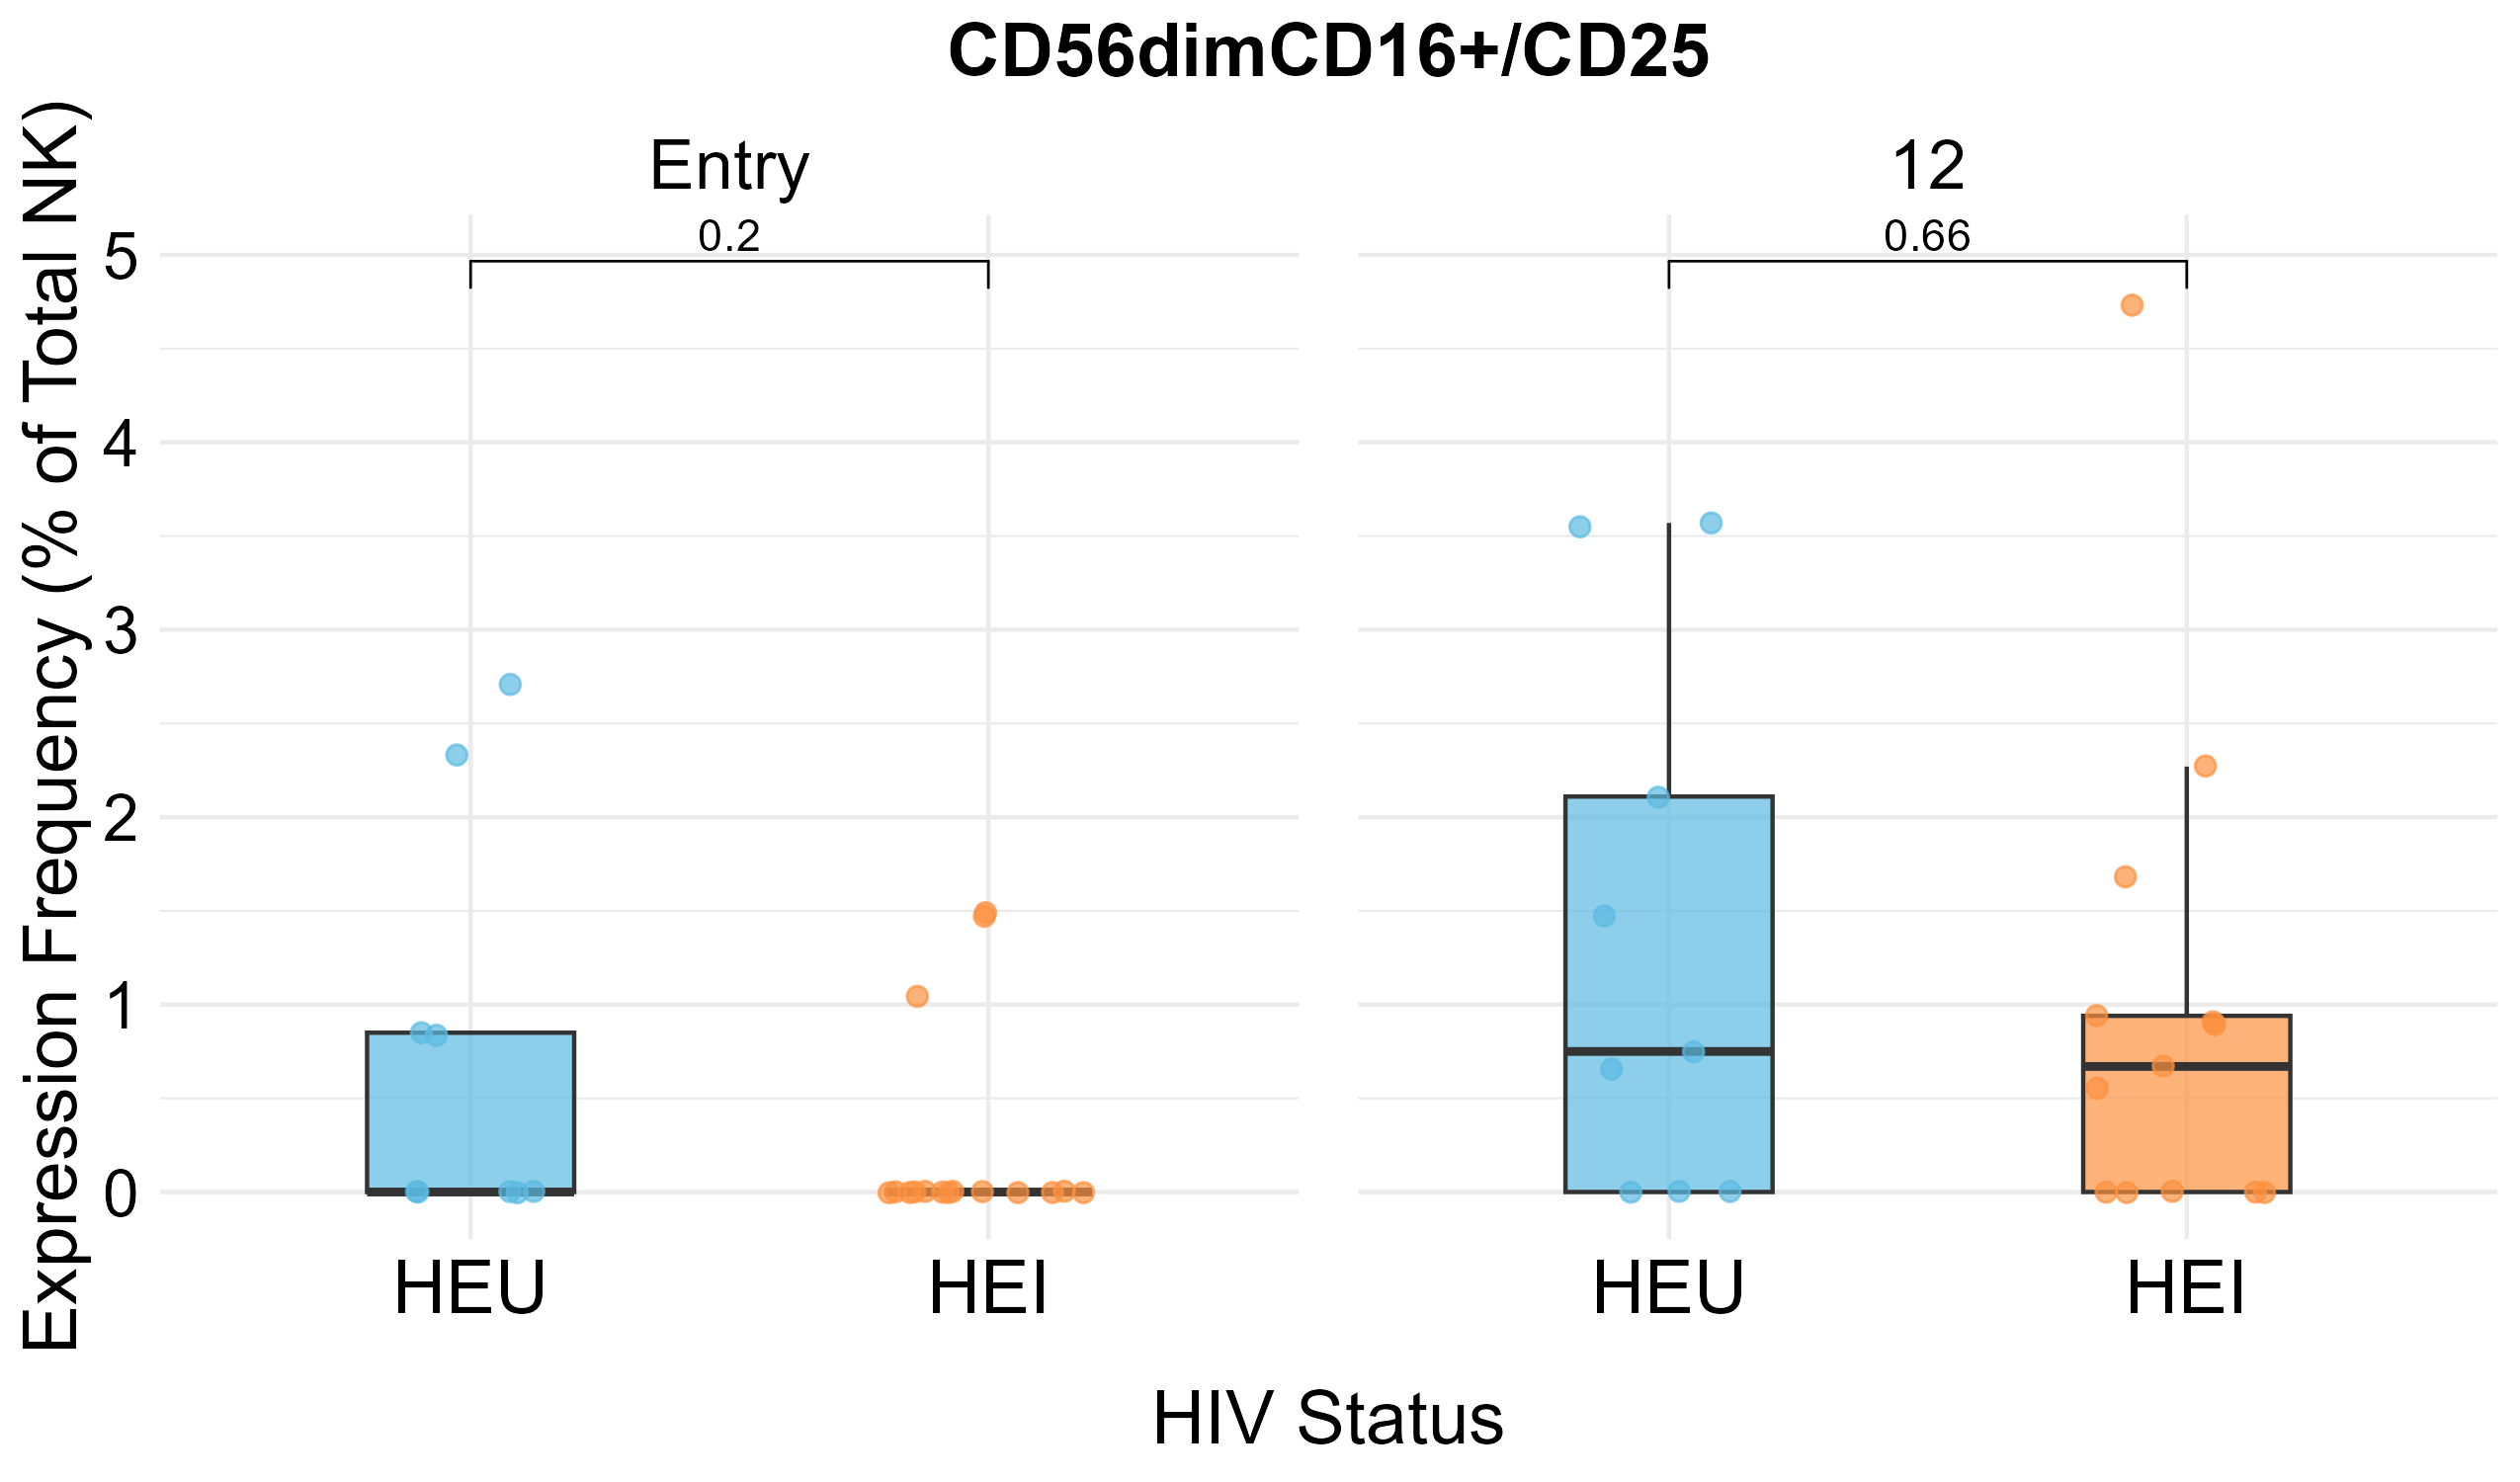 CD56dimCD16+/CD25
Entry
12
0.2
0.66
Expression Frequency (% of Total NK)
5
4
3
2
1
0
HEU
HEI
HEU
HEI
HIV Status